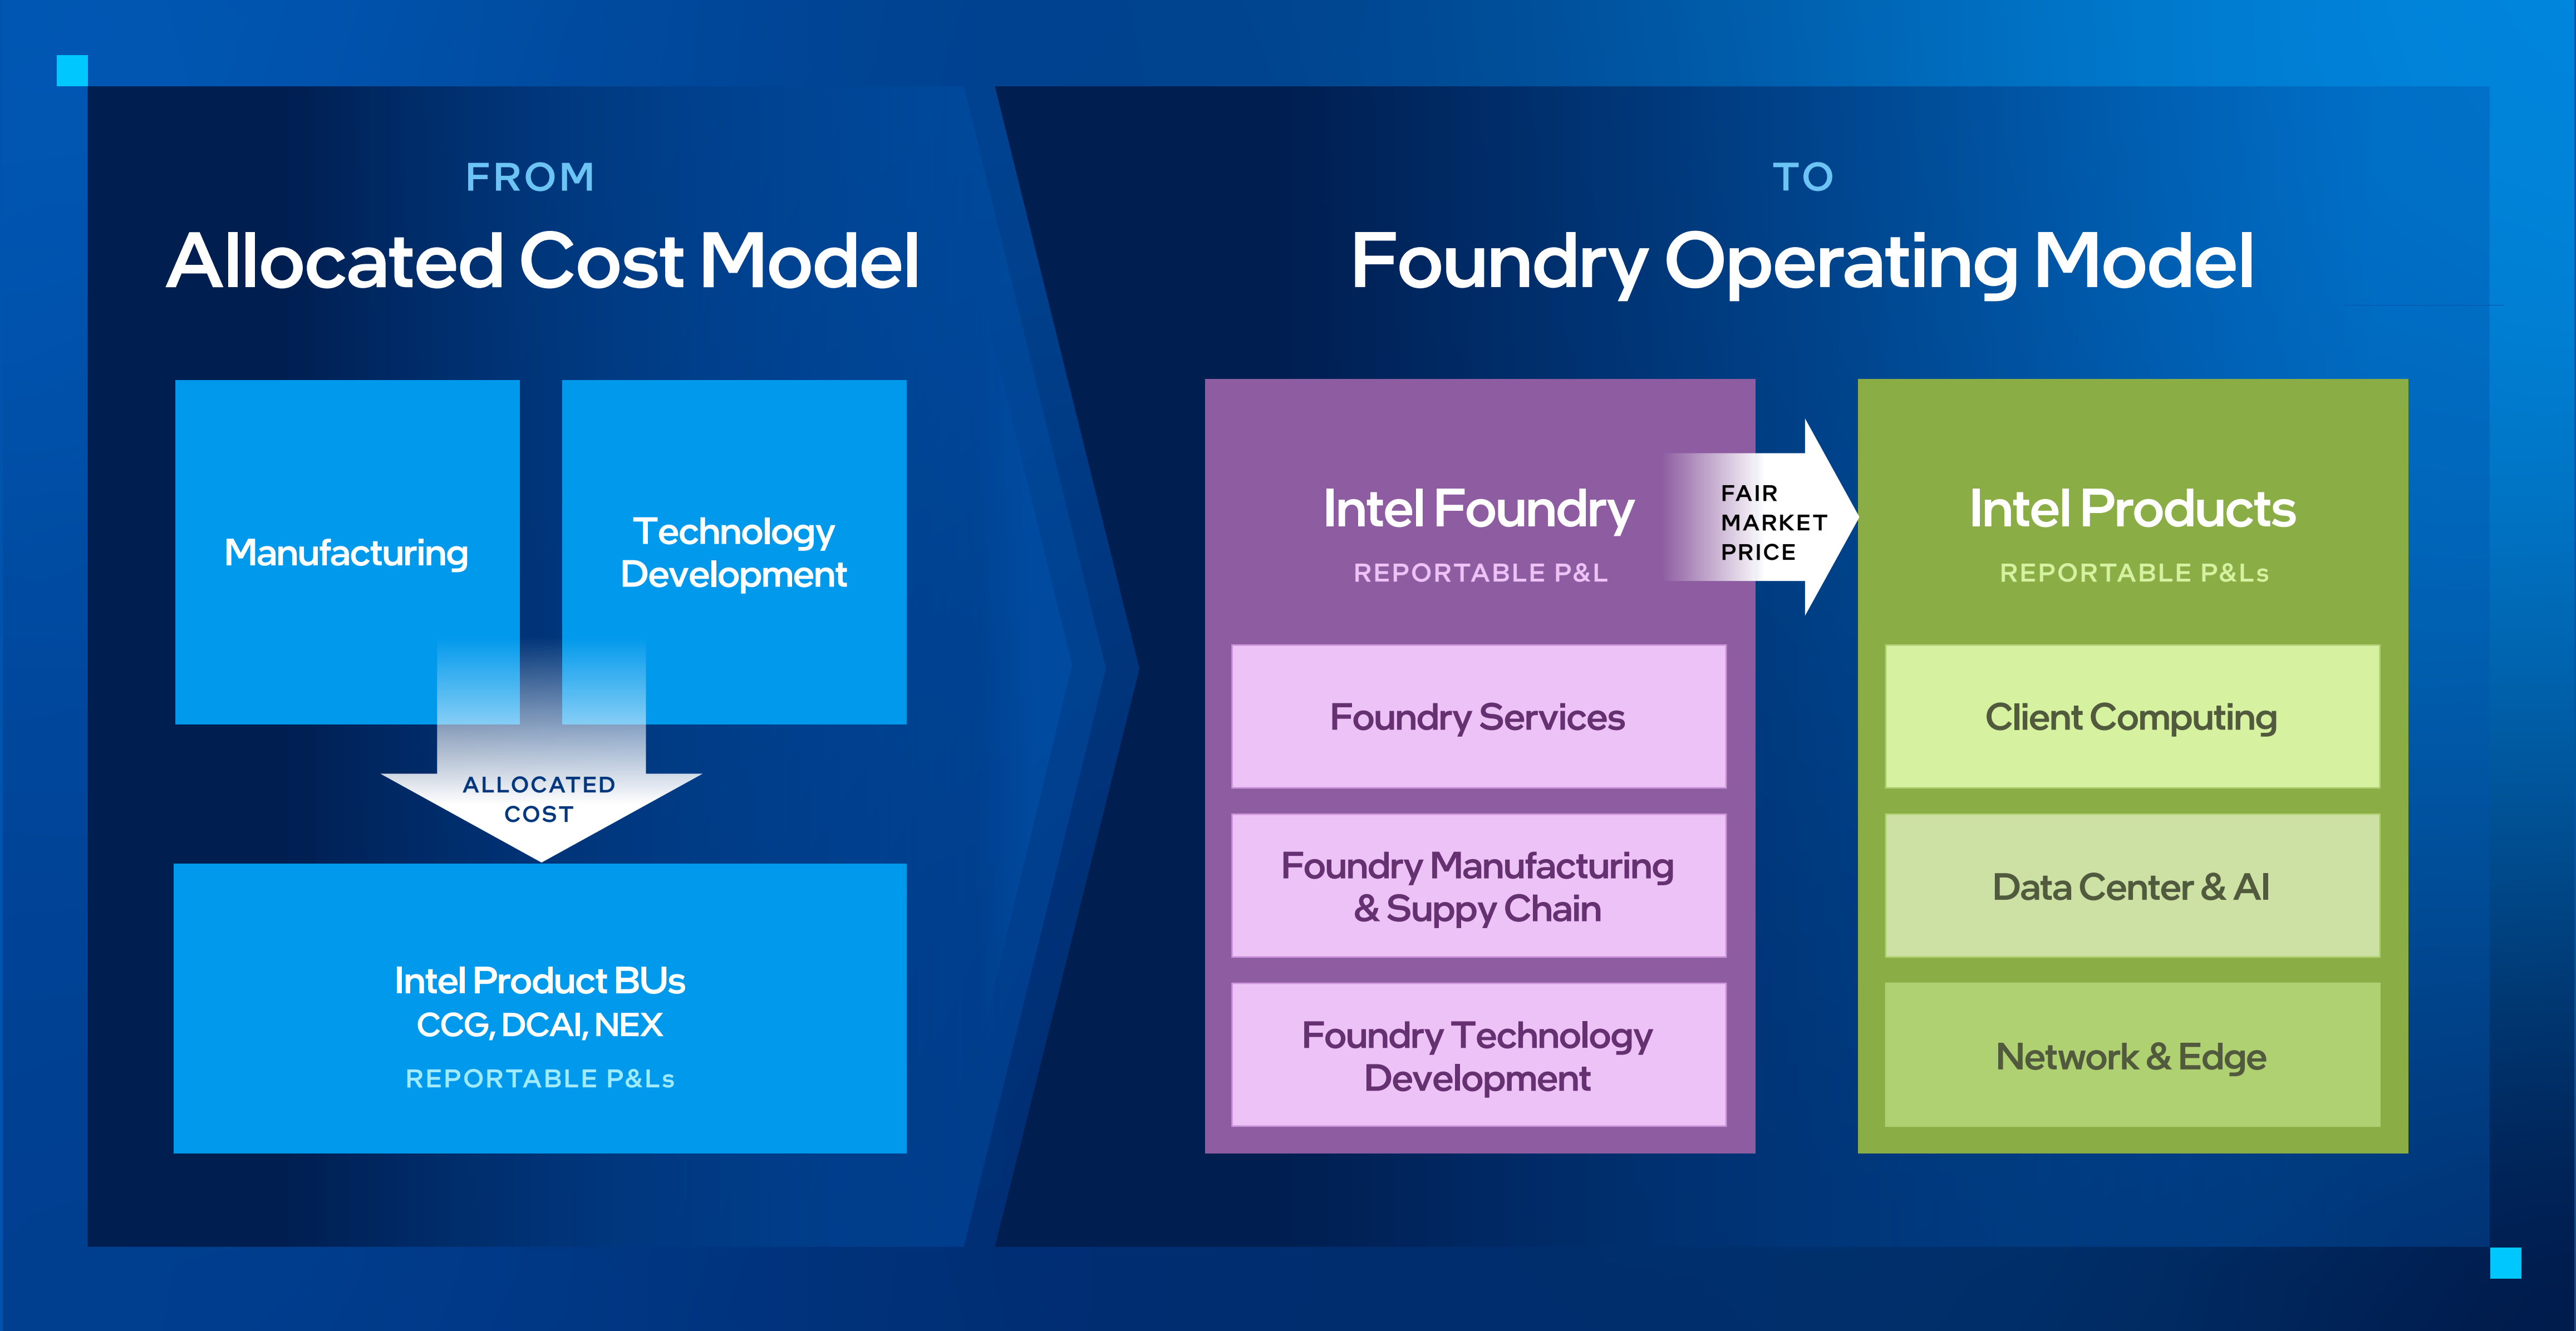 FROM
Allocated Cost Model
Manufacturing
Technology
Development
ALLOCATED
COST
Intel Product BUs
CCG, DCAI, NEX
REPORTABLE P&Ls
TO
Foundry Operating Model
Intel Foundry
REPORTABLE P&L
FAIR
MARKET
PRICE
Intel Products
REPORTABLE P&Ls
Foundry Services
Foundry Manufacturing
& Suppy Chain
Foundry Technology
Development
Client Computing
Data Center & AI
Network & Edge